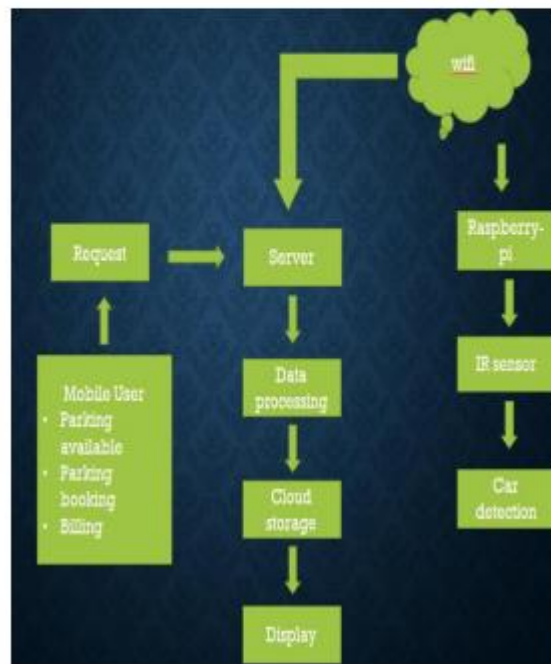 wifi
Request
Server
Raspberry-
pi
Mobile User
• Parking
available
• Parking
booking
• Billing
Data
processing
IR sensor
Cloud
storage
Car
detection
Display